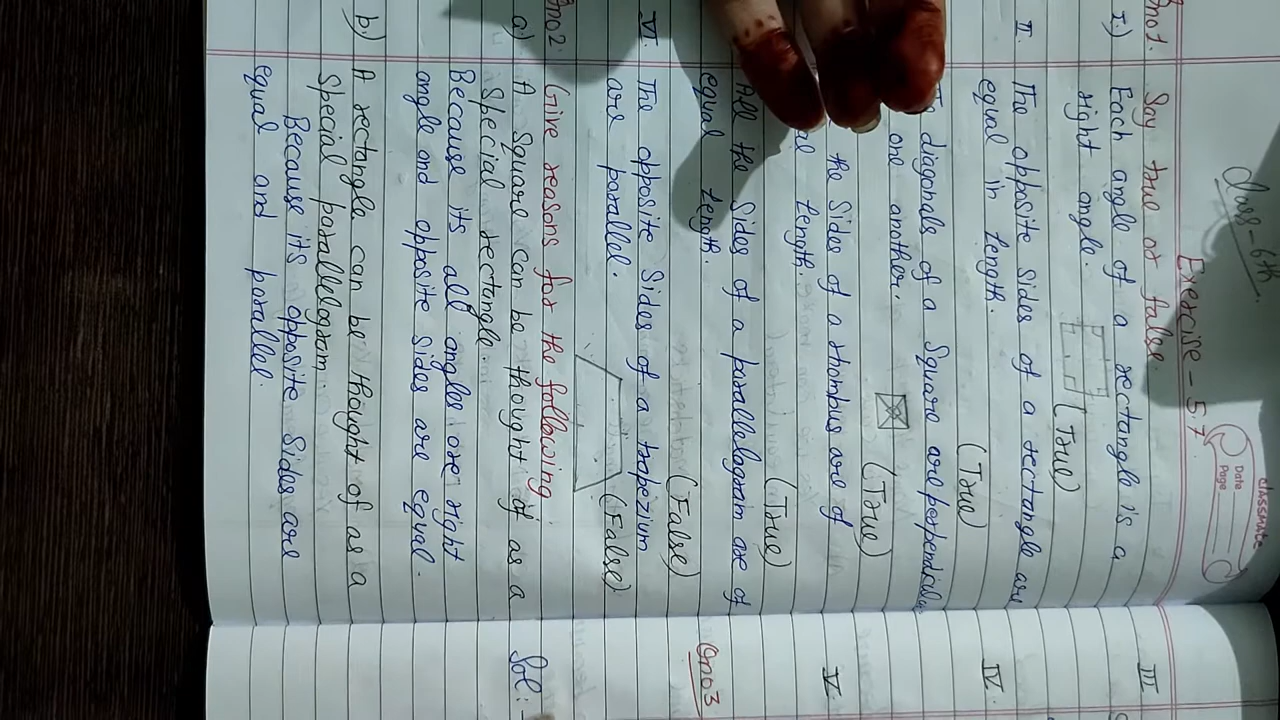 Class - 6th.
classmate
Date
Page
Exercise - 5.7
Qno1. Say true or false.
I.) Each angle of a rectangle is a
right angle.
(True)
II. The opposite sides of a rectangle are
equal in Length.
(True)
diagonals of a Square are perpendicular
one another.
(True)
the Sides of a rhombus are of
Length.
(True)
All the Sides of a parallelogram are of
equal Length.
(False)
VI The opposite Sides of a trapezium
are parallel.
(False)
Qno2. Give reasons for the following
a) A Square can be thought of as a
Special rectangle.
Because its all angles are right
angle and opposite sides are equal.
b.) A rectangle can be thought of as a
Special parallelogram.
Because its opposite Sides are
equal and parallel.
III
IV.
V.
Qno3
Sol:-